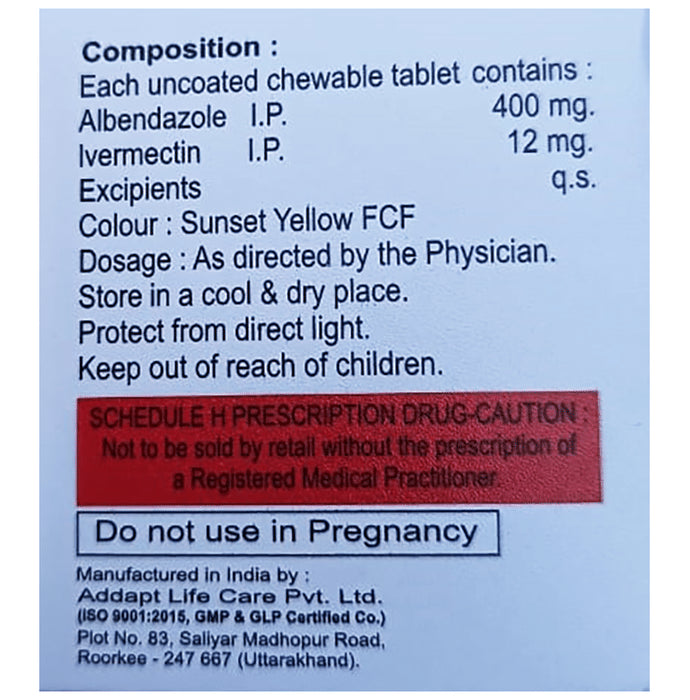 Composition :
Each uncoated chewable tablet contains :
Albendazole I.P. 400 mg.
Ivermectin I.P. 12 mg.
Excipients q.s.
Colour : Sunset Yellow FCF
Dosage : As directed by the Physician.
Store in a cool & dry place.
Protect from direct light.
Keep out of reach of children.
SCHEDULE H PRESCRIPTION DRUG-CAUTION :
Not to be sold by retail without the prescription of
a Registered Medical Practitioner.
Do not use in Pregnancy
Manufactured in India by :
Addapt Life Care Pvt. Ltd.
(ISO 9001:2015, GMP & GLP Certified Co.)
Plot No. 83, Saliyar Madhopur Road,
Roorkee - 247 667 (Uttarakhand).